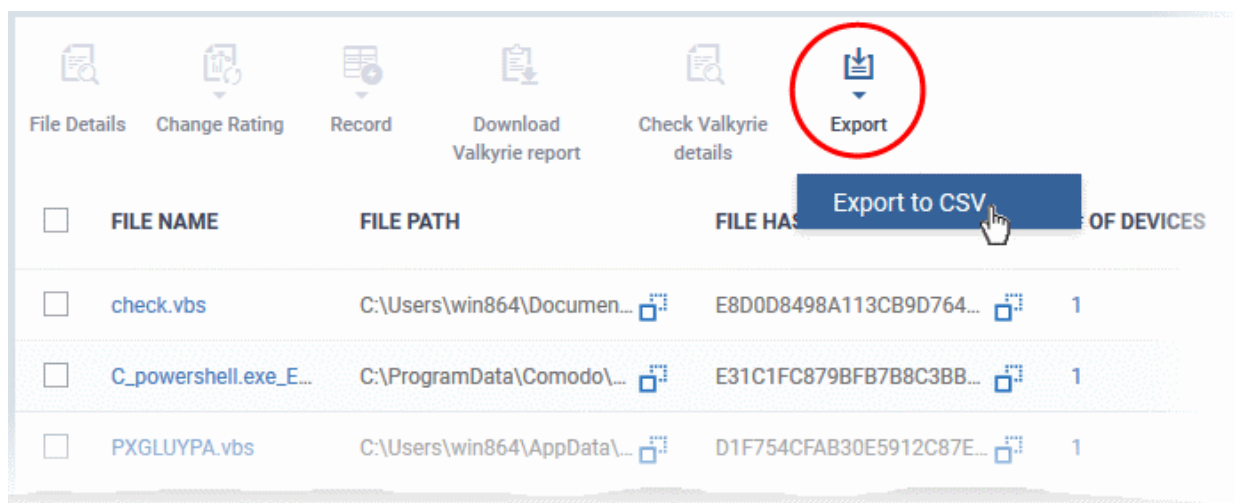 File Details
Change Rating
Record
Download
Valkyrie report
Check Valkyrie
details
Export
Export to CSV
FILE NAME FILE PATH FILE HAS OF DEVICES
check.vbs C:\Users\win864\Documen... E8D0D8498A113CB9D764... 1
C_powershell.exe_E... C:\ProgramData\Comodo\... E31C1FC879BFB7B8C3BB... 1
PXGLUYPA.vbs C:\Users\win864\AppData\... D1F754CFAB30E5912C87E... 1